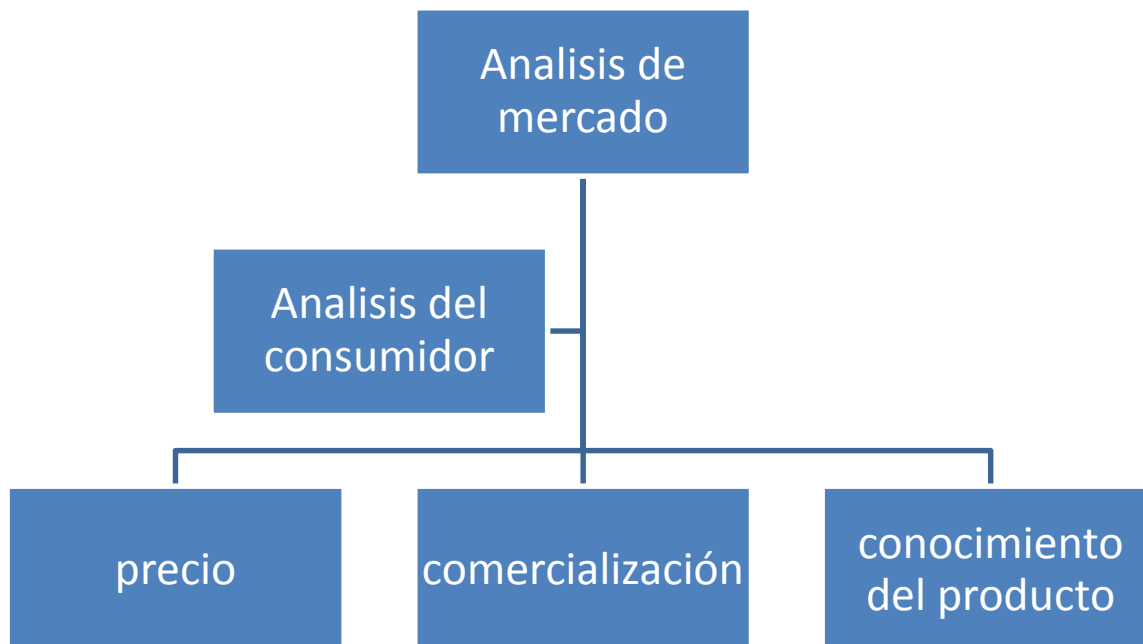 Analisis de
mercado
Analisis del
consumidor
precio
comercialización
conocimiento
del producto